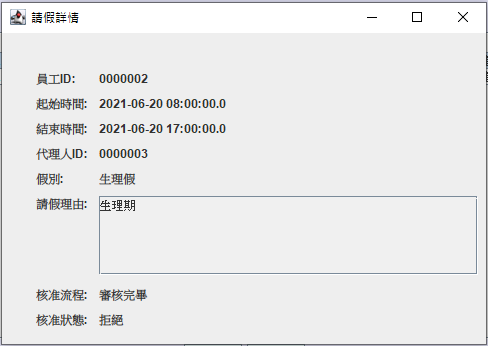 請假詳情
員工ID: 0000002
起始時間: 2021-06-20 08:00:00.0
結束時間: 2021-06-20 17:00:00.0
代理人ID: 0000003
假別: 生理假
請假理由: 生理期
核准流程: 審核完畢
核准狀態: 拒絕